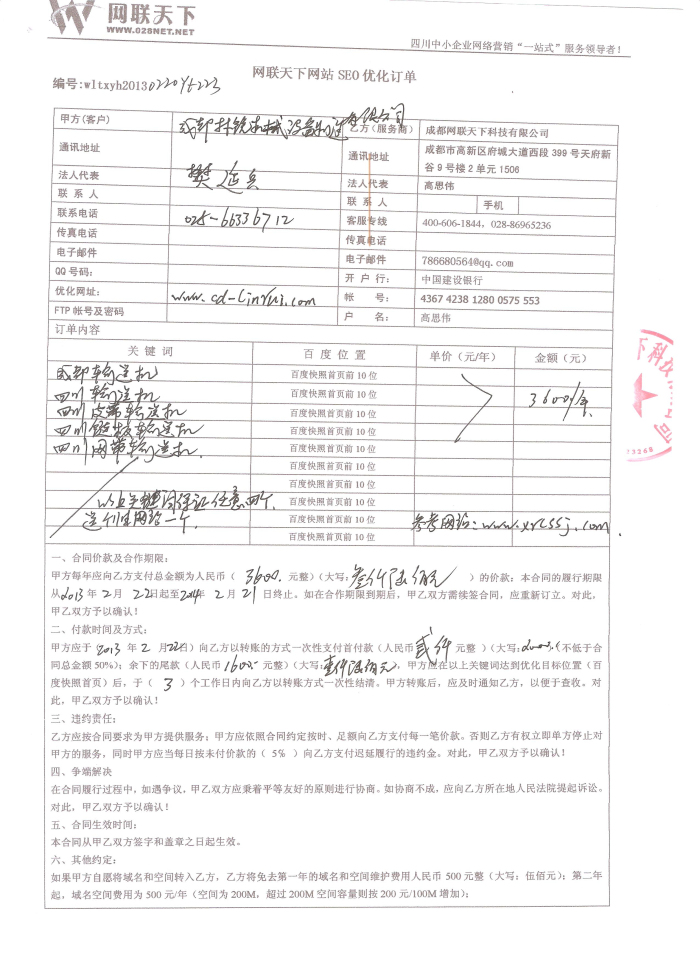 网联天下
www.028NET.NET
四川中小企业网络营销“一站式”服务领导者!
网联天下网站 SEO 优化订单
编号:wltxyh20130220
甲方(客户) 乙方(服务商) 成都网联天下科技有限公司
通讯地址 通讯地址 成都市高新区府城大道西段 399 号天府新谷 9 号楼 2 单元 1506
法人代表 樊 法人代表 高思伟
联 系 人 联 系 人 手机
联系电话 028-66336712 客服专线 400-606-1844, 028-86965236
传真电话 传真电话
电子邮件 电子邮件 786680564@qq.com
QQ 号码: 开 户 行: 中国建设银行
优化网址: www.cd-linrui.com 帐 号: 4367 4238 1280 0575 553
FTP 帐号及密码 户 名: 高思伟
订单内容
关 键 词 百 度 位 置 单价(元/年) 金额(元)
成都输送机 百度快照首页前 10 位
四川输送机 百度快照首页前 10 位 3600/年.
四川皮带输送机 百度快照首页前 10 位
四川链板输送机 百度快照首页前 10 位
四川网带输送机. 百度快照首页前 10 位
百度快照首页前 10 位
百度快照首页前 10 位
以上关键词保证任意四个. 百度快照首页前 10 位
送 网站一个. 百度快照首页前 10 位 参考网站:www.xrcssj.com.
百度快照首页前 10 位
一、合同价款及合作期限:
甲方每年应向乙方支付总金额为人民币( 3600. 元整)(大写:叁仟陆佰元 )的价款;本合同的履行期限
从2013 年 2 月 22日起至2014年 2 月 21 日终止。如在合作期限到期后,甲乙方需续签合同,应重新订立。对此,
甲乙双方予以确认!
二、付款时间及方式:
甲方应于 2013 年 2 月 22日)向乙方以转账的方式一次性支付首付款(人民币 贰仟 元整 )(大写: (不低于合
同总金额 50%);余下的尾款(人民币 1600.- 元整)(大写:壹仟陆佰元),甲方应在以上关键词达到优化目标位置(百
度快照首页)后,于( 3 )个工作日内向乙方以转账方式一次性结清。甲方转账后,应及时通知乙方,以便于查收。对
此,甲乙双方予以确认!
三、违约责任:
乙方应按合同要求为甲方提供服务;甲方应依照合同约定按时、足额向乙方支付每一笔价款。否则乙方有权立即单方停止对
甲方的服务,同时甲方应当每日按未付价款的( 5% )向乙方支付迟延履行的违约金。对此,甲乙双方予以确认!
四、争端解决
在合同履行过程中,如遇争议,甲乙双方应秉着平等友好的原则进行协商。如协商不成,应向乙方所在地人民法院提起诉讼。
对此,甲乙双方予以确认!
五、合同生效时间:
本合同从甲乙双方签字和盖章之日起生效。
六、其他约定:
如果甲方自愿将域名和空间转入乙方,乙方将免去第一年的域名和空间维护费用人民币 500 元整(大写:伍佰元);第二年
起,域名空间费用为 500 元/年(空间为 200M,超过 200M 空间容量则按 200 元/100M 增加);